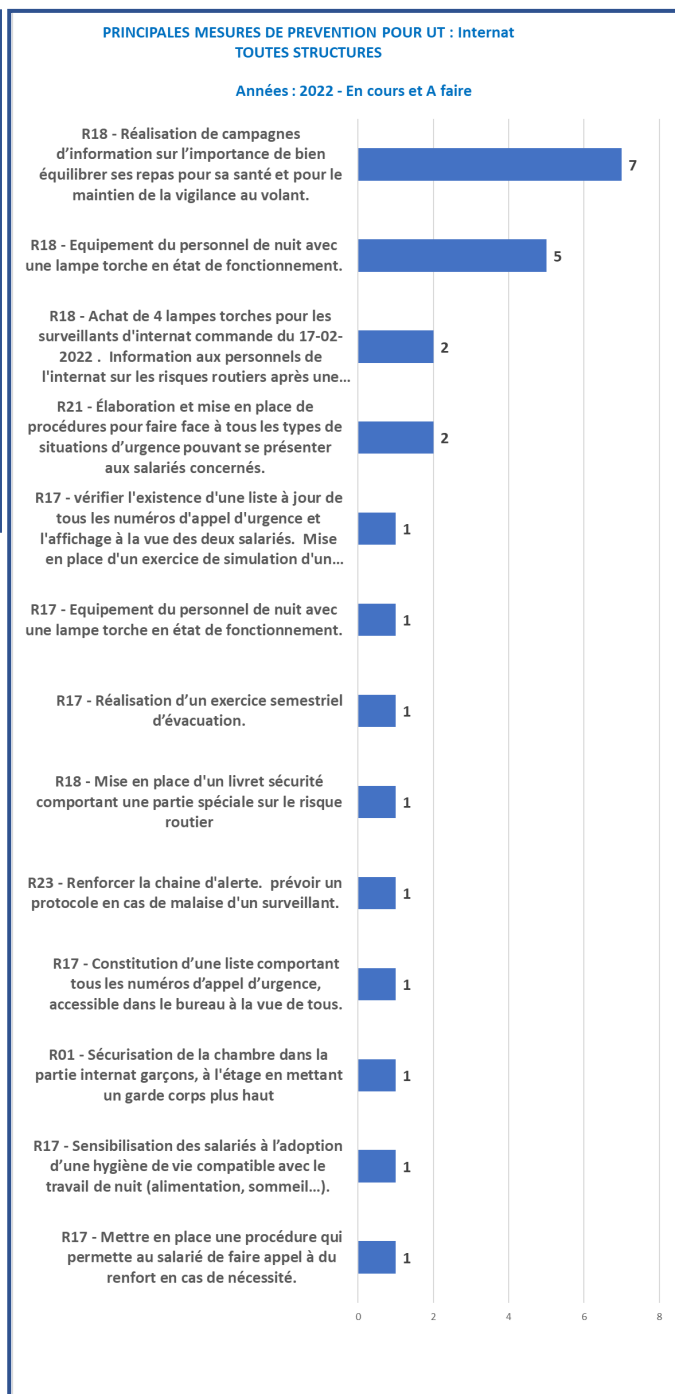 PRINCIPALES MESURES DE PREVENTION POUR UT : Internat
TOUTES STRUCTURES
Années : 2022 - En cours et A faire
R18 - Réalisation de campagnes
d’information sur l’importance de bien
équilibrer ses repas pour sa santé et pour le
maintien de la vigilance au volant.
7
R18 - Equipement du personnel de nuit avec
une lampe torche en état de fonctionnement.
5
R18 - Achat de 4 lampes torches pour les
surveillants d'internat commande du 17-02-
2022 . Information aux personnels de
l'internat sur les risques routiers après une…
2
R21 - Élaboration et mise en place de
procédures pour faire face à tous les types de
situations d’urgence pouvant se présenter
aux salariés concernés.
2
R17 - vérifier l'existence d'une liste à jour de
tous les numéros d'appel d'urgence et
l'affichage à la vue des deux salariés. Mise
en place d'un exercice de simulation d'un…
1
R17 - Equipement du personnel de nuit avec
une lampe torche en état de fonctionnement.
1
R17 - Réalisation d’un exercice semestriel
d’évacuation.
1
R18 - Mise en place d'un livret sécurité
comportant une partie spéciale sur le risque
routier
1
R23 - Renforcer la chaine d'alerte. prévoir un
protocole en cas de malaise d'un surveillant.
1
R17 - Constitution d’une liste comportant
tous les numéros d’appel d’urgence,
accessible dans le bureau à la vue de tous.
1
R01 - Sécurisation de la chambre dans la
partie internat garçons, à l'étage en mettant
un garde corps plus haut
1
R17 - Sensibilisation des salariés à l’adoption
d’une hygiène de vie compatible avec le
travail de nuit (alimentation, sommeil…).
1
R17 - Mettre en place une procédure qui
permette au salarié de faire appel à du
renfort en cas de nécessité.
1
0 2 4 6 8